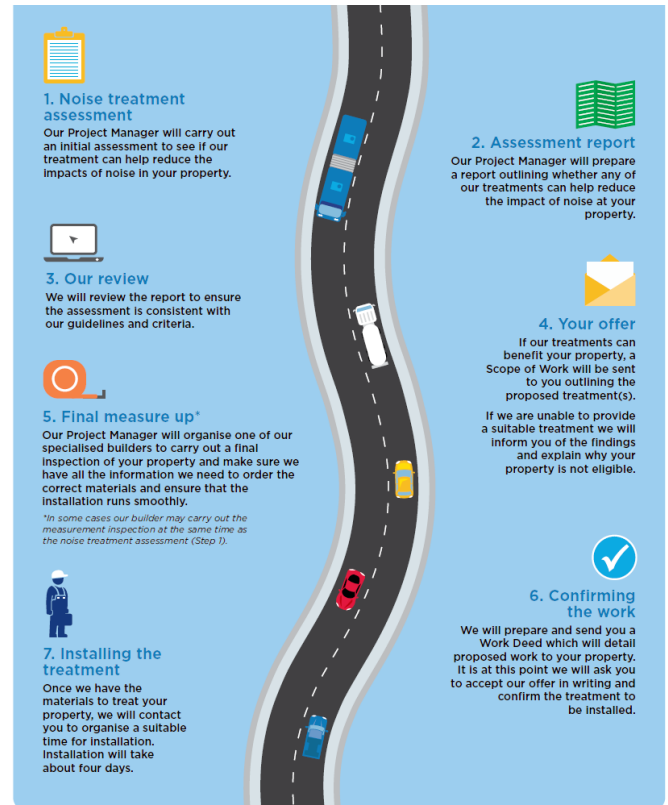 1. Noise treatment
assessment
Our Project Manager will carry out
an initial assessment to see if our
treatment can help reduce the
impacts of noise in your property.
2. Assessment report
Our Project Manager will prepare
a report outlining whether any of
our treatments can help reduce
the impact of noise at your
property.
3. Our review
We will review the report to ensure
the assessment is consistent with
our guidelines and criteria.
4. Your offer
If our treatments can
benefit your property, a
Scope of Work will be sent
to you outlining the
proposed treatment(s).
If we are unable to provide
a suitable treatment we will
inform you of the findings
and explain why your
property is not eligible.
5. Final measure up*
Our Project Manager will organise one of our
specialised builders to carry out a final
inspection of your property and make sure we
have all the information we need to order the
correct materials and ensure that the
installation runs smoothly.
*In some cases our builder may carry out the
measurement inspection at the same time as
the noise treatment assessment (Step 1).
6. Confirming
the work
We will prepare and send you a
Work Deed which will detail
proposed work to your property.
It is at this point we will ask you
to accept our offer in writing and
confirm the treatment to
be installed.
7. Installing the
treatment
Once we have the
materials to treat your
property, we will contact
you to organise a suitable
time for installation.
Installation will take
about four days.